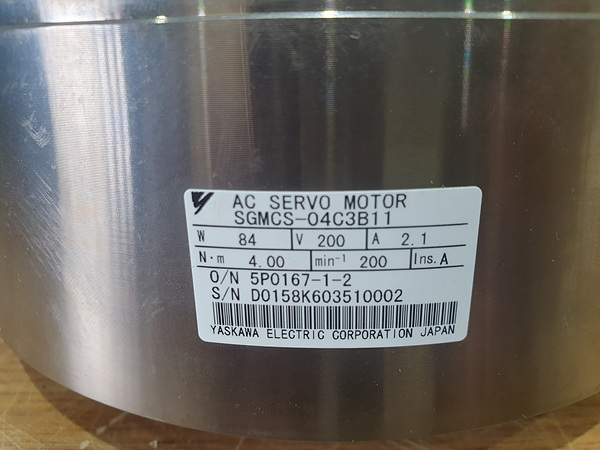 AC SERVO MOTOR
SGMCS-04C3B11
W 84 V 200 A 2.1
N·m 4.00 min⁻¹ 200 Ins. A
O/N 5P0167-1-2
S/N D0158K603510002
YASKAWA ELECTRIC CORPORATION JAPAN